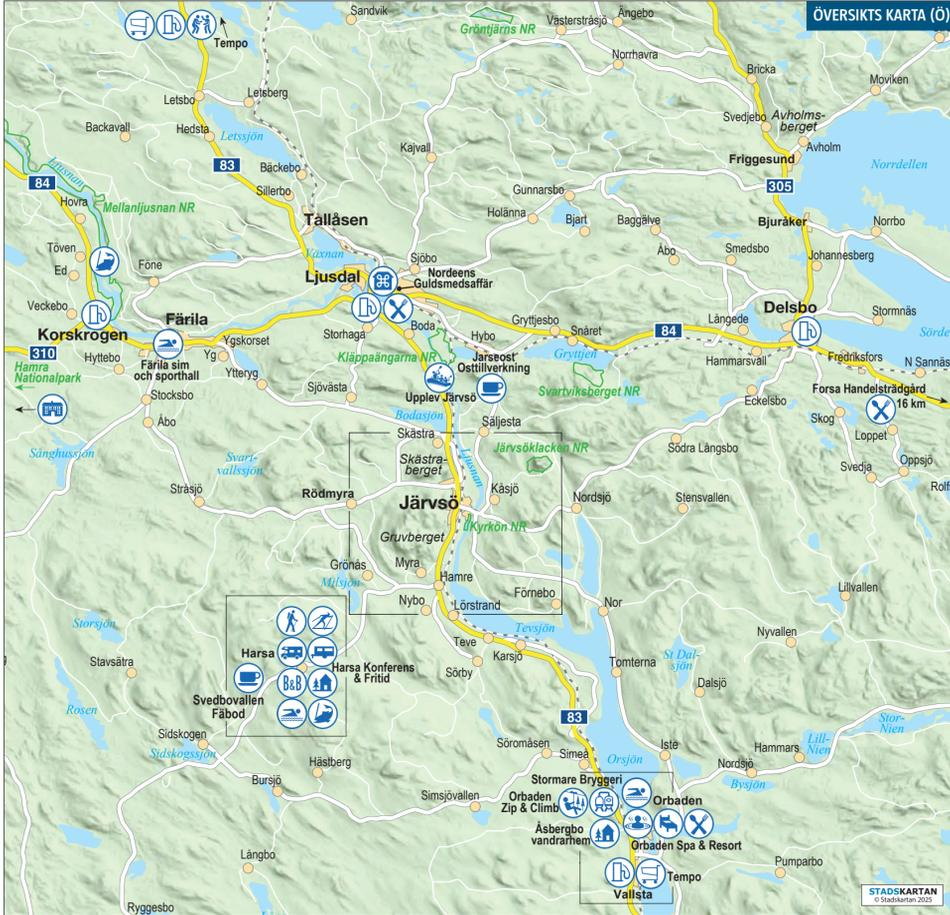 ÖVERSIKTS KARTA (Ö)
Sandvik
Gröntjärns NR
Västerstråsjö
Ängebo
Tempo
Norrhavra
Bricka
Moviken
Letsbo
Letsberg
Svedjebo
Avholms-
berget
Backavall
Hedsta
Letssjön
Kajvall
Avholm
Friggesund
Norrdellen
83
Bäckebo
84
Ljusnan
Sillerbo
Gunnarsbo
305
Hovra
Mellanljusnan NR
Tallåsen
Holänna
Bjart
Baggälve
Bjuråker
Norrbo
Töven
Växnan
Åbo
Smedsbo
Johannesberg
Ed
Föne
Sjöbo
Ljusdal
Nordeens
Guldsmedsaffär
Veckebo
Delsbo
Stormnäs
Korskrogen
Färila
Storhaga
Boda
Gryttjesbo
Snåret
84
Långede
Hybo
Gryttjen
310
Hyttebo
Färila sim
och sporthall
Yg
Ygskorset
Kläppaängarna NR
Järseost
Osttillverkning
Hammarsvall
Fredriksfors
N Sannäs
Hamra
Nationalpark
Ytteryg
Sjövästa
Upplev Järvsö
Svartviksberget NR
Eckelsbo
Forsa Handelsträdgård
16 km
Stocksbo
Bodasjön
Åbo
Skästra
Säljesta
Skog
Loppet
Sånghussjön
Svart-
vallssjön
Skästra-
berget
Ljusnan
Järvsöklacken NR
Södra Långsbo
Svedja
Oppsjö
Stråsjö
Rödmyra
Järvsö
Kåsjö
Nordsjö
Stensvallen
Kyrkön NR
Gruvberget
Grönås
Myra
Milsjön
Hamre
Förnebo
Lillvallen
Nybo
Lörstrand
Nor
Storsjön
Tevsjön
Nyvallen
Harsa
Teve
Karsjö
St Dal-
sjön
Stavsätra
B&B
Harsa Konferens
& Fritid
Sörby
Tomterna
Dalsjö
Svedbovallen
Fäbod
Rosen
83
Stor-
Nien
Sidskogen
Sidskogssjön
Söromåsen
Simeå
Orsjön
Iste
Hammars
Lill-
Nien
Nordsjö
Bysjön
Hästberg
Bursjö
Stormare Bryggeri
Simsjövallen
Orbaden
Zip & Climb
Orbaden
Åsbergbo
vandrarhem
Orbaden Spa & Resort
Långbo
Tempo
Pumparbo
Vallsta
Ryggesbo
STADSKARTAN
© Stadskartan 2025